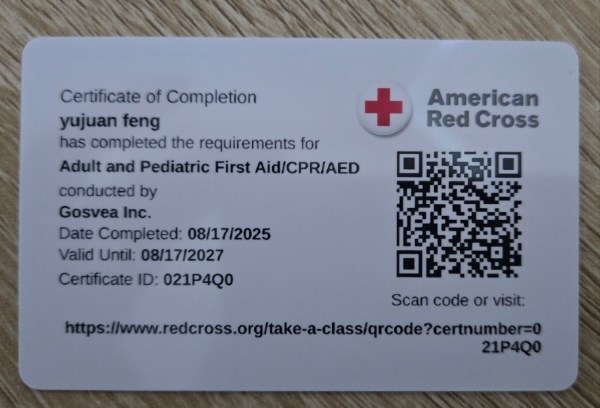 Certificate of Completion
yujuan feng
has completed the requirements for
Adult and Pediatric First Aid/CPR/AED
conducted by
Gosvea Inc.
Date Completed: 08/17/2025
Valid Until: 08/17/2027
Certificate ID: 021P4Q0
American
Red Cross
Scan code or visit:
https://www.redcross.org/take-a-class/qrcode?certnumber=0
21P4Q0